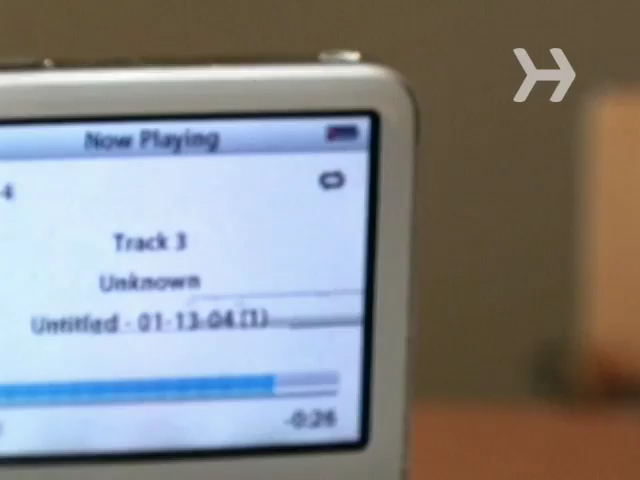 Now Playing
4
Track 3
Unknown
Untitled - 01-13-04 (1)
-0:26